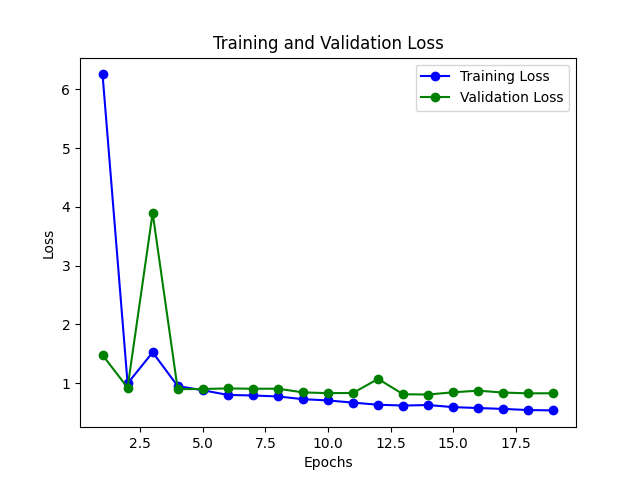 Training and Validation Loss
Training Loss
Validation Loss
6
5
4
3
2
1
Loss
2.5 5.0 7.5 10.0 12.5 15.0 17.5
Epochs